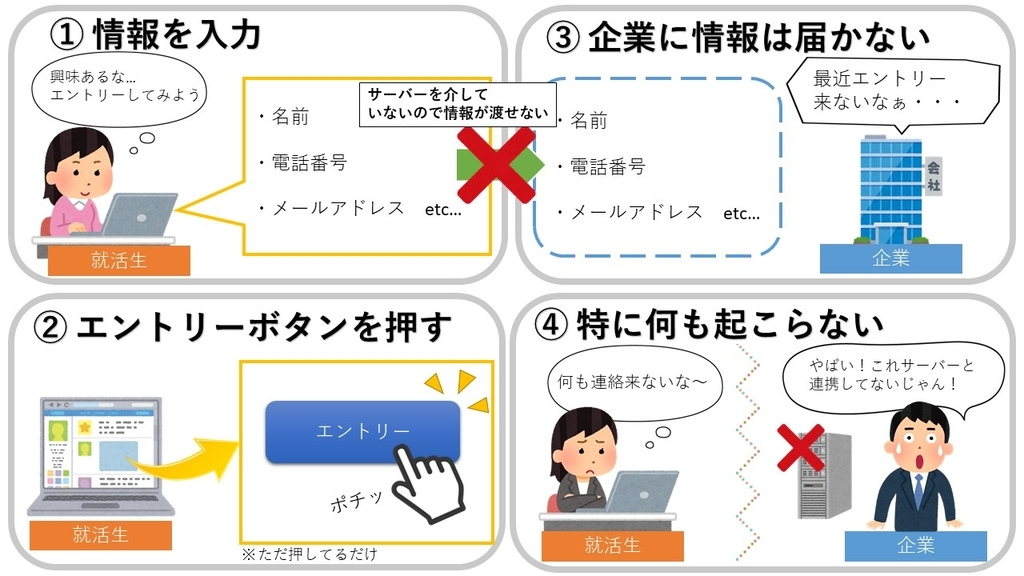 ① 情報を入力
興味あるな…
エントリーしてみよう
・名前
・電話番号
・メールアドレス　etc…
就活生
サーバーを介して
いないので情報が渡せない
② エントリーボタンを押す
エントリー
ポチッ
就活生
※ただ押してるだけ
③ 企業に情報は届かない
・名前
・電話番号
・メールアドレス　etc…
最近エントリー
来ないなぁ・・・
会社
企業
④ 特に何も起こらない
何も連絡来ないな～
就活生
やばい！これサーバーと
連携してないじゃん！
企業